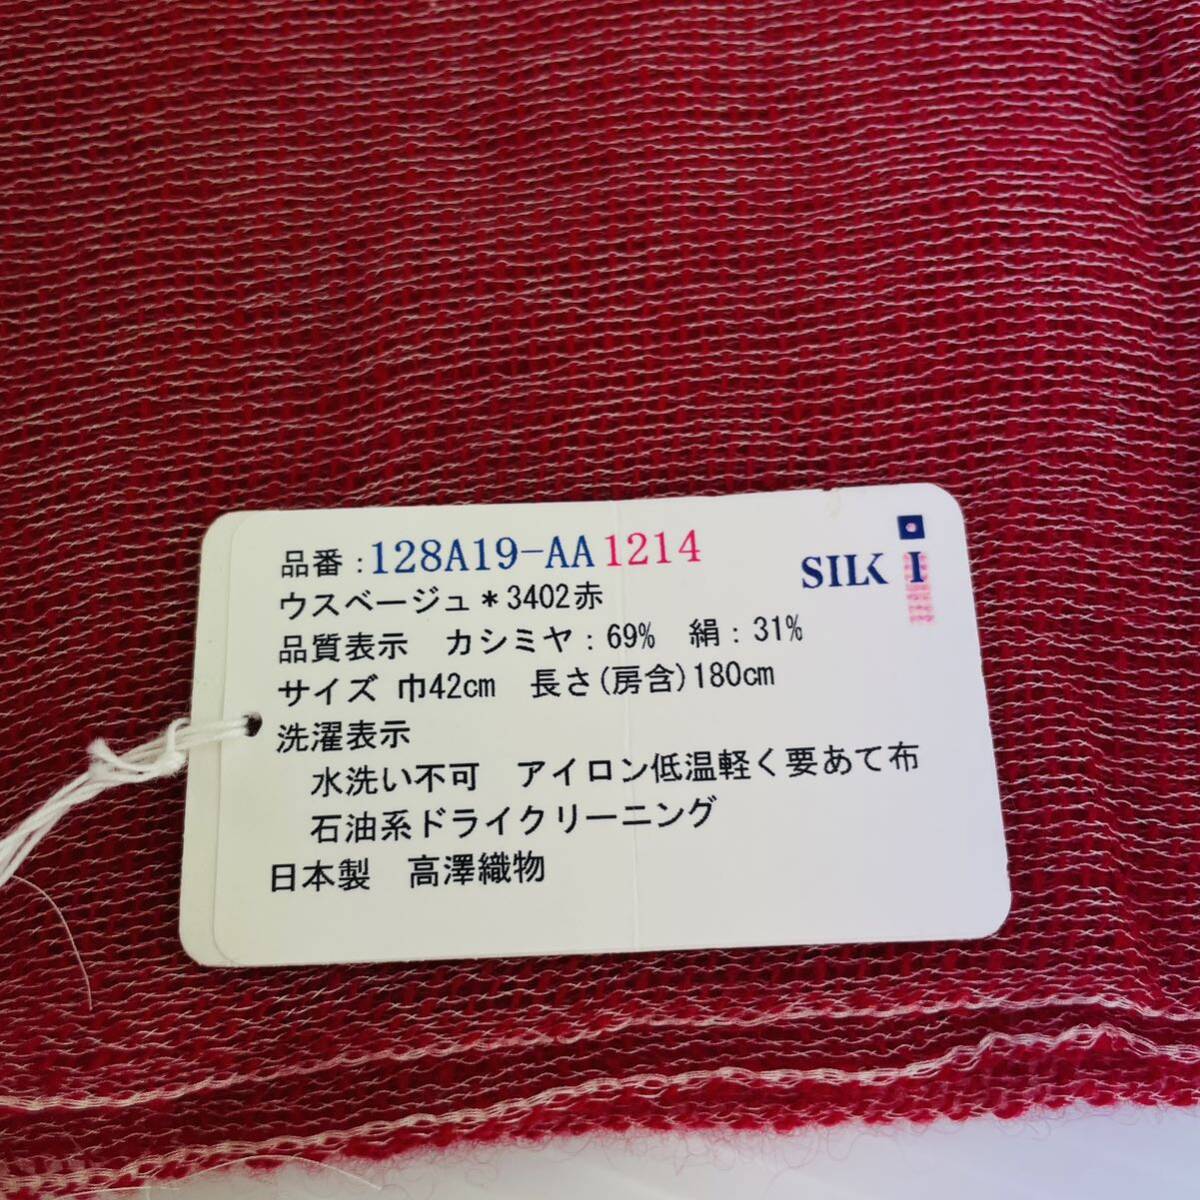 品番：128A19-AA 1214
SILK I
ウスベージュ＊3402赤
品質表示　カシミヤ：69%　絹：31%
サイズ 巾42cm　長さ(房含)180cm
洗濯表示
水洗い不可　アイロン低温軽く要あて布
石油系ドライクリーニング
日本製　高澤織物